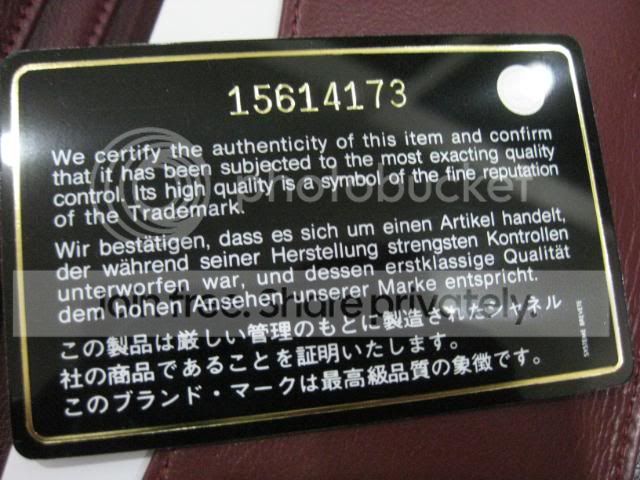 15614173
We certify the authenticity of this item and confirm
that it has been subjected to the most exacting quality
control. Its high quality is a symbol of the fine reputation
of the Trademark.
Wir bestätigen, dass es sich um einen Artikel handelt,
der während seiner Herstellung strengsten Kontrollen
unterworfen war, und dessen erstklassige Qualität
dem hohen Ansehen unserer Marke entspricht.
この製品は厳しい管理のもとに製造されたシャネル
社の商品であることを証明いたします。
このブランド・マークは最高級品質の象徴です。
SYSTEME BREVETE
photobucket
Join free. Share privately.